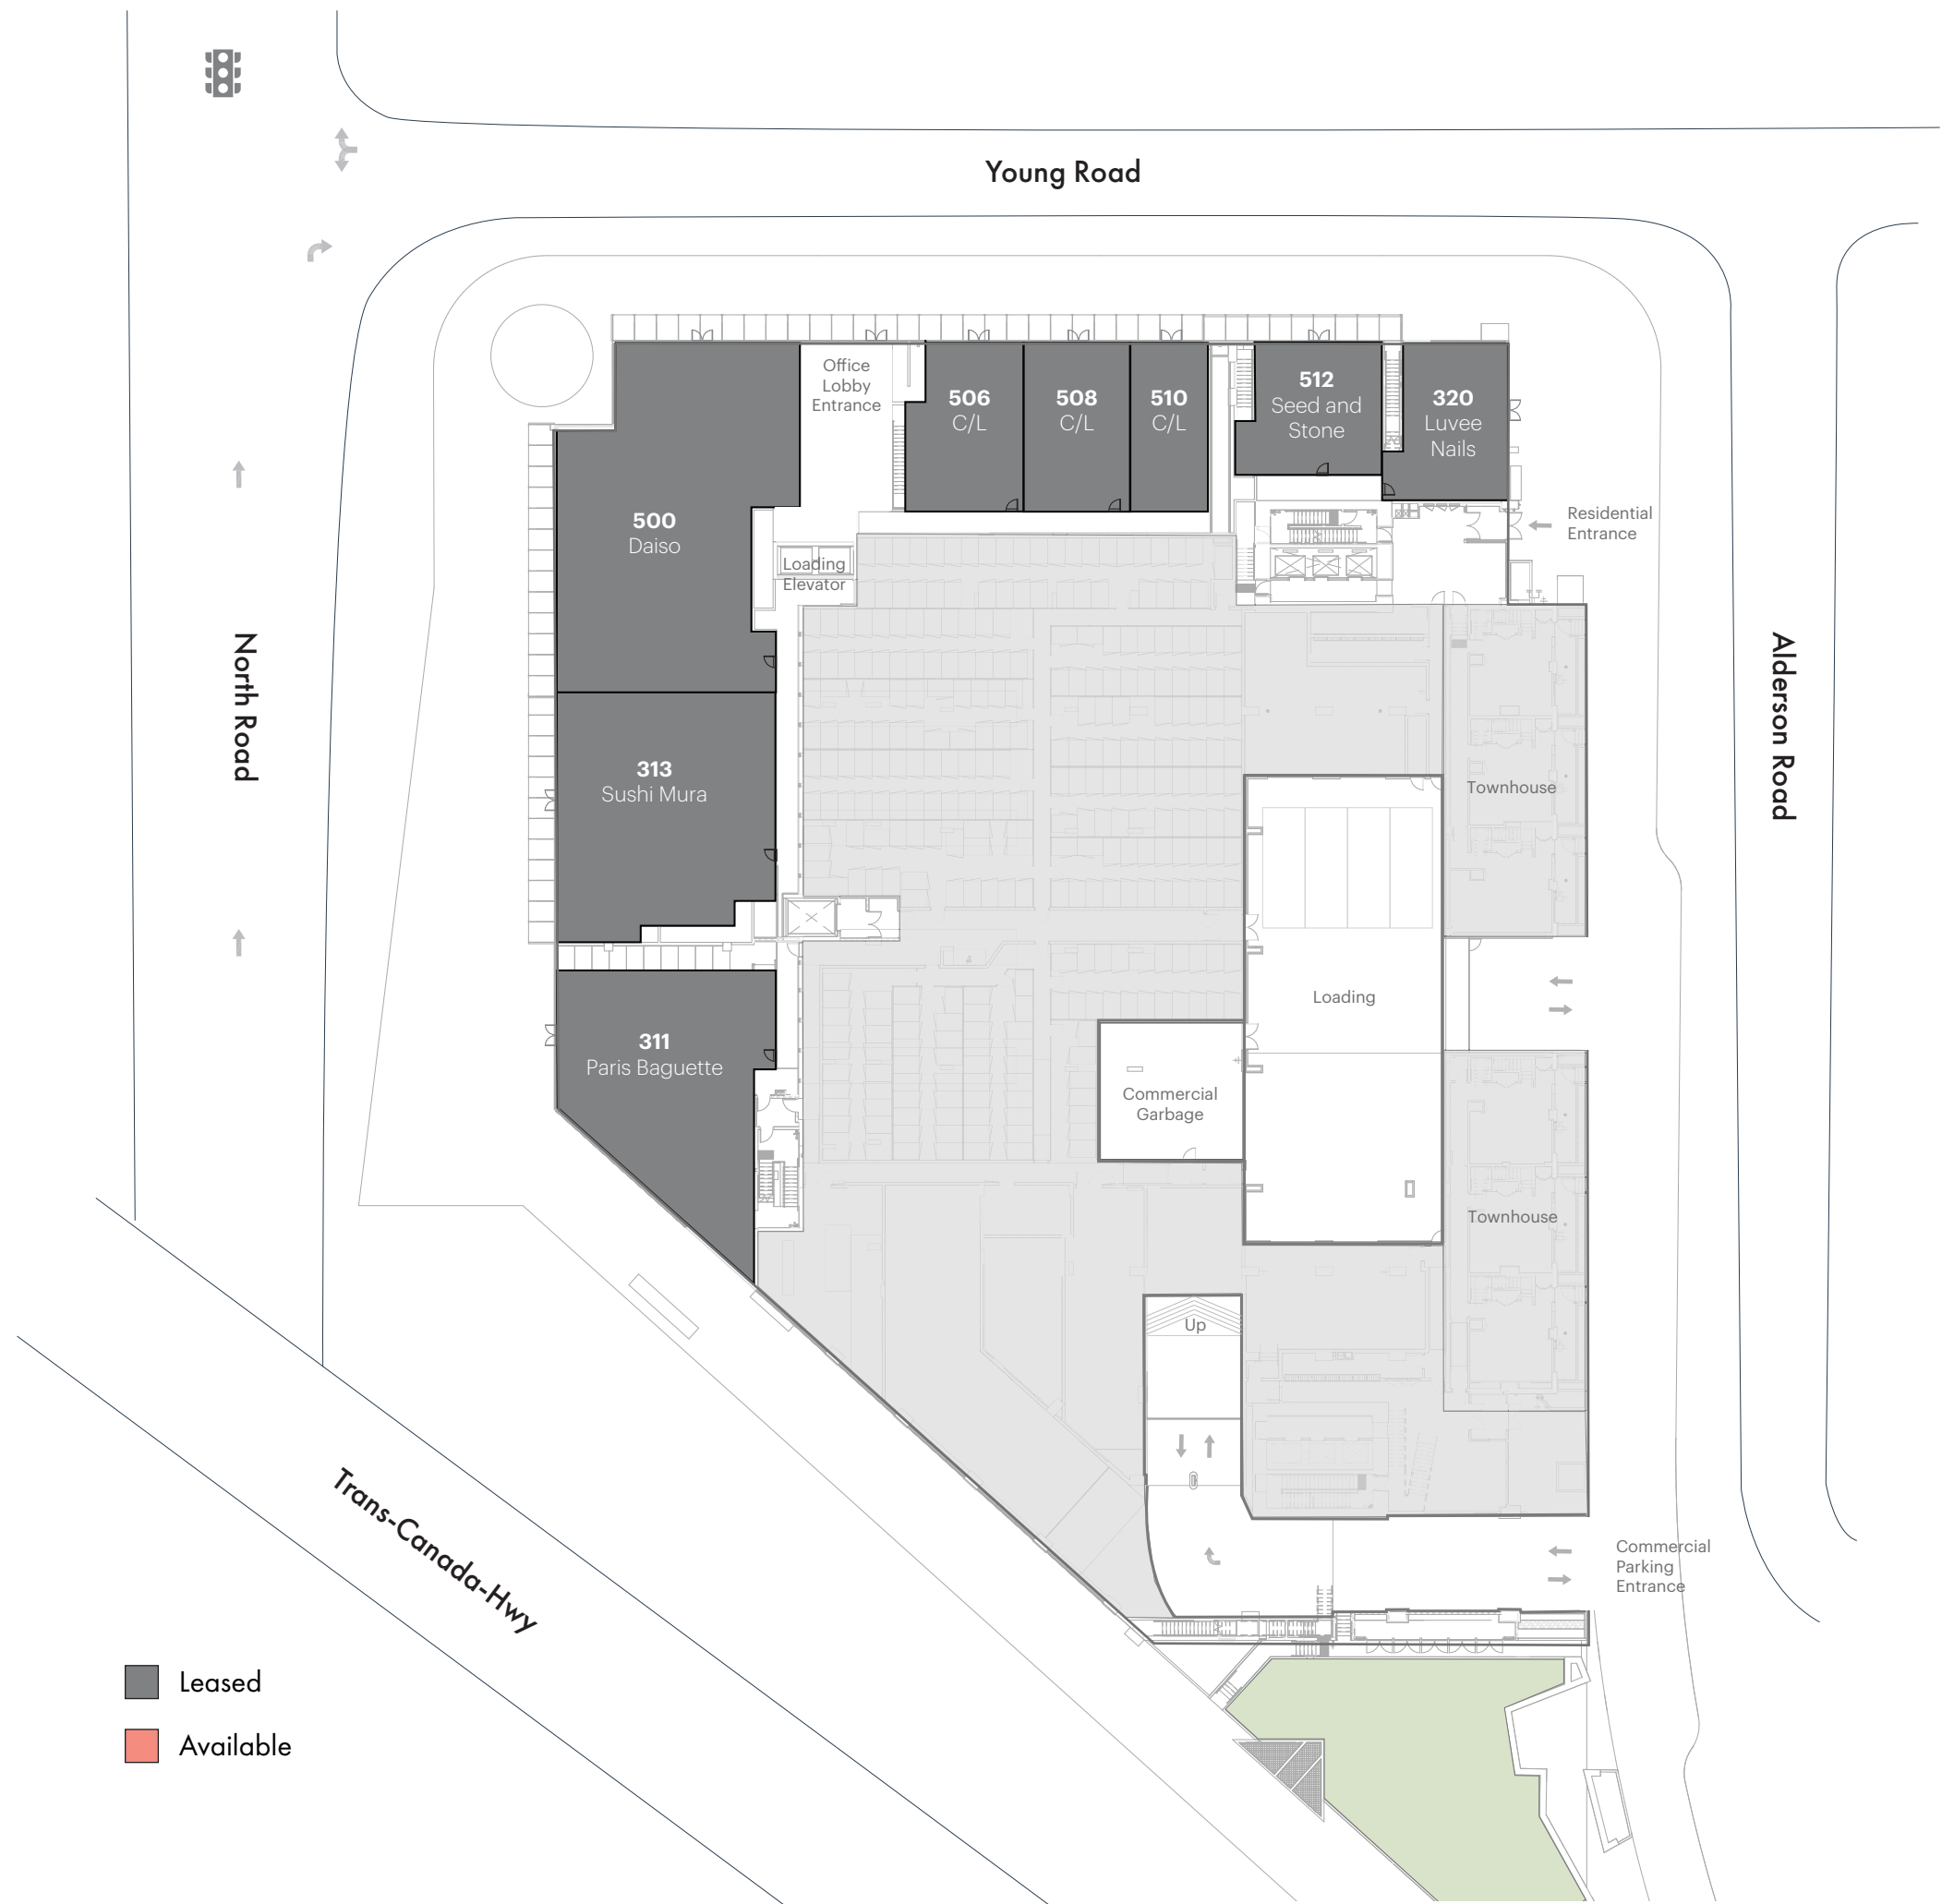 Young Road
Office
Lobby
Entrance
506
C/L
508
C/L
510
C/L
512
Seed and
Stone
320
Luvee
Nails
500
Daiso
Loading
Elevator
Residential
Entrance
North Road
Alderson Road
313
Sushi Mura
Townhouse
Loading
311
Paris Baguette
Commercial
Garbage
Townhouse
Up
Trans-Canada-Hwy
Commercial
Parking
Entrance
Leased
Available